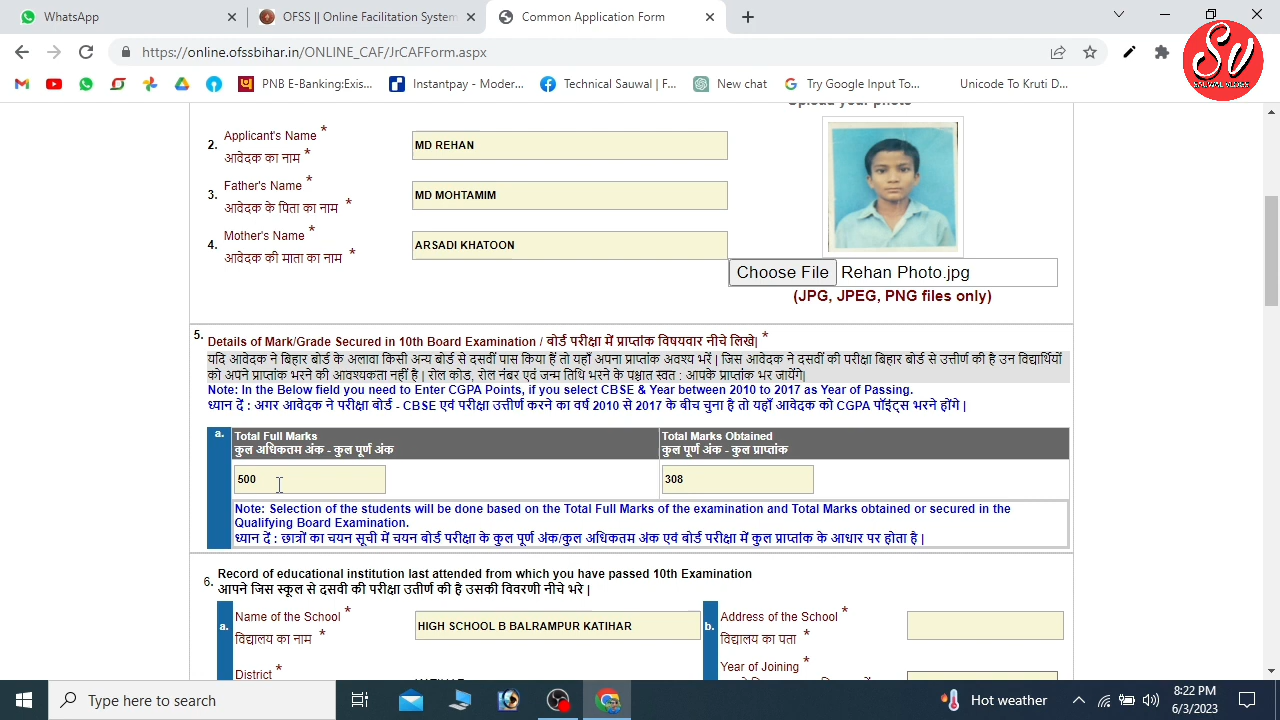 WhatsApp
OFSS || Online Facilitation System
Common Application Form
https://online.ofssbihar.in/ONLINE_CAF/JrCAFForm.aspx
PNB E-Banking:Exis...
Instantpay - Moder...
Technical Sauwal | F...
New chat
Try Google Input To...
Unicode To Kruti D...
SV
SAUWAL VLOGS
Upload your photo
2. Applicant's Name *
आवेदक का नाम *
MD REHAN
3. Father's Name *
आवेदक के पिता का नाम *
MD MOHTAMIM
4. Mother's Name *
आवेदक की माता का नाम *
ARSADI KHATOON
Choose File Rehan Photo.jpg
(JPG, JPEG, PNG files only)
5. Details of Mark/Grade Secured in 10th Board Examination / बोर्ड परीक्षा में प्राप्तांक विषयवार नीचे लिखे| *
यदि आवेदक ने बिहार बोर्ड के अलावा किसी अन्य बोर्ड से दसवीं पास किया हैं तो यहाँ अपना प्राप्तांक अवश्य भरें | जिस आवेदक ने दसवीं की परीक्षा बिहार बोर्ड से उत्तीर्ण की है उन विद्यार्थियों
को अपने प्राप्तांक भरने की आवश्यकता नहीं है | रोल कोड, रोल नंबर एवं जन्म तिथि भरने के पश्चात स्वत : आपके प्राप्तांक भर जायेंगे|
Note: In the Below field you need to Enter CGPA Points, if you select CBSE & Year between 2010 to 2017 as Year of Passing.
ध्यान दें : अगर आवेदक ने परीक्षा बोर्ड - CBSE एवं परीक्षा उत्तीर्ण करने का वर्ष 2010 से 2017 के बीच चुना है तो यहाँ आवेदक को CGPA पॉइंट्स भरने होंगे |
a. Total Full Marks
कुल अधिकतम अंक - कुल पूर्ण अंक
Total Marks Obtained
कुल पूर्ण अंक - कुल प्राप्तांक
500
308
Note: Selection of the students will be done based on the Total Full Marks of the examination and Total Marks obtained or secured in the
Qualifying Board Examination.
ध्यान दें : छात्रों का चयन सूची में चयन बोर्ड परीक्षा के कुल पूर्ण अंक/कुल अधिकतम अंक एवं बोर्ड परीक्षा में कुल प्राप्तांक के आधार पर होता है |
6. Record of educational institution last attended from which you have passed 10th Examination
आपने जिस स्कूल से दसवी की परीक्षा उतीर्ण की है उसकी विवरणी नीचे भरे |
a. Name of the School *
विद्यालय का नाम *
HIGH SCHOOL B BALRAMPUR KATIHAR
b. Address of the School *
विद्यालय का पता *
District *
Year of Joining *
Type here to search
Hot weather
8:22 PM
6/3/2023